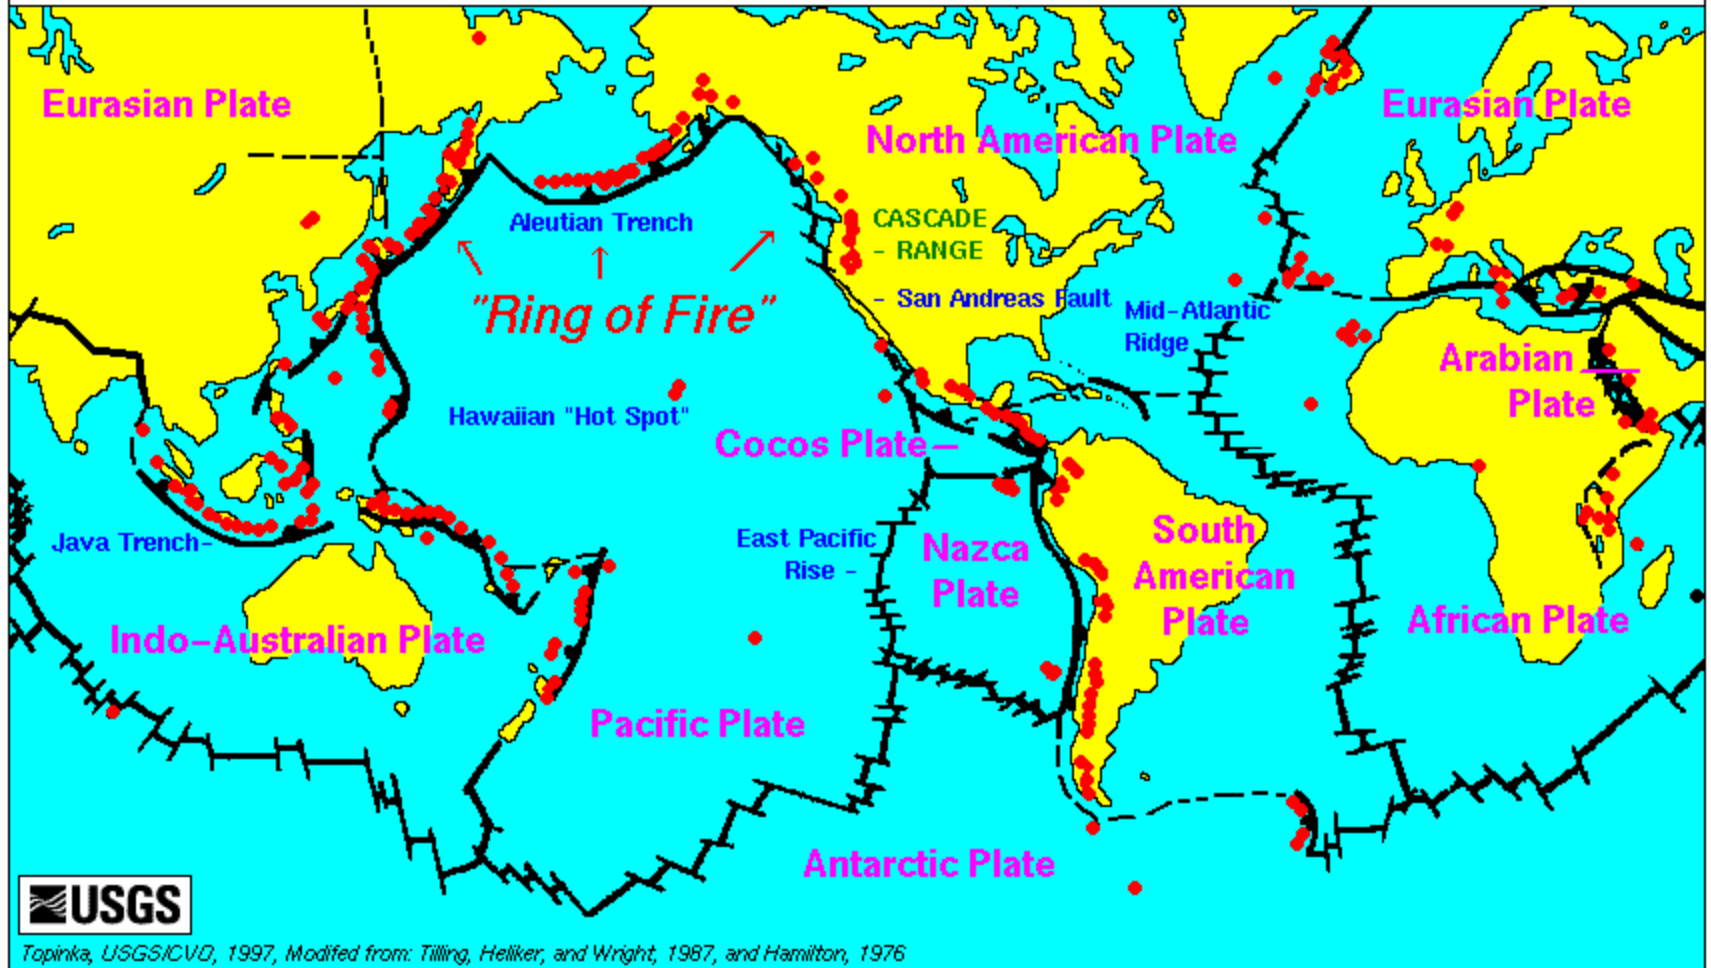 Eurasian Plate
North American Plate
Eurasian Plate
Aleutian Trench
CASCADE
- RANGE
"Ring of Fire"
- San Andreas Fault
Mid-Atlantic
Ridge
Arabian
Plate
Hawaiian "Hot Spot"
Cocos Plate-
Java Trench-
East Pacific
Rise -
Nazca
Plate
South
American
Plate
African Plate
Indo-Australian Plate
Pacific Plate
Antarctic Plate
USGS
Topinka, USGS/CVO, 1997, Modifed from: Tilling, Heliker, and Wright, 1987, and Hamilton, 1976